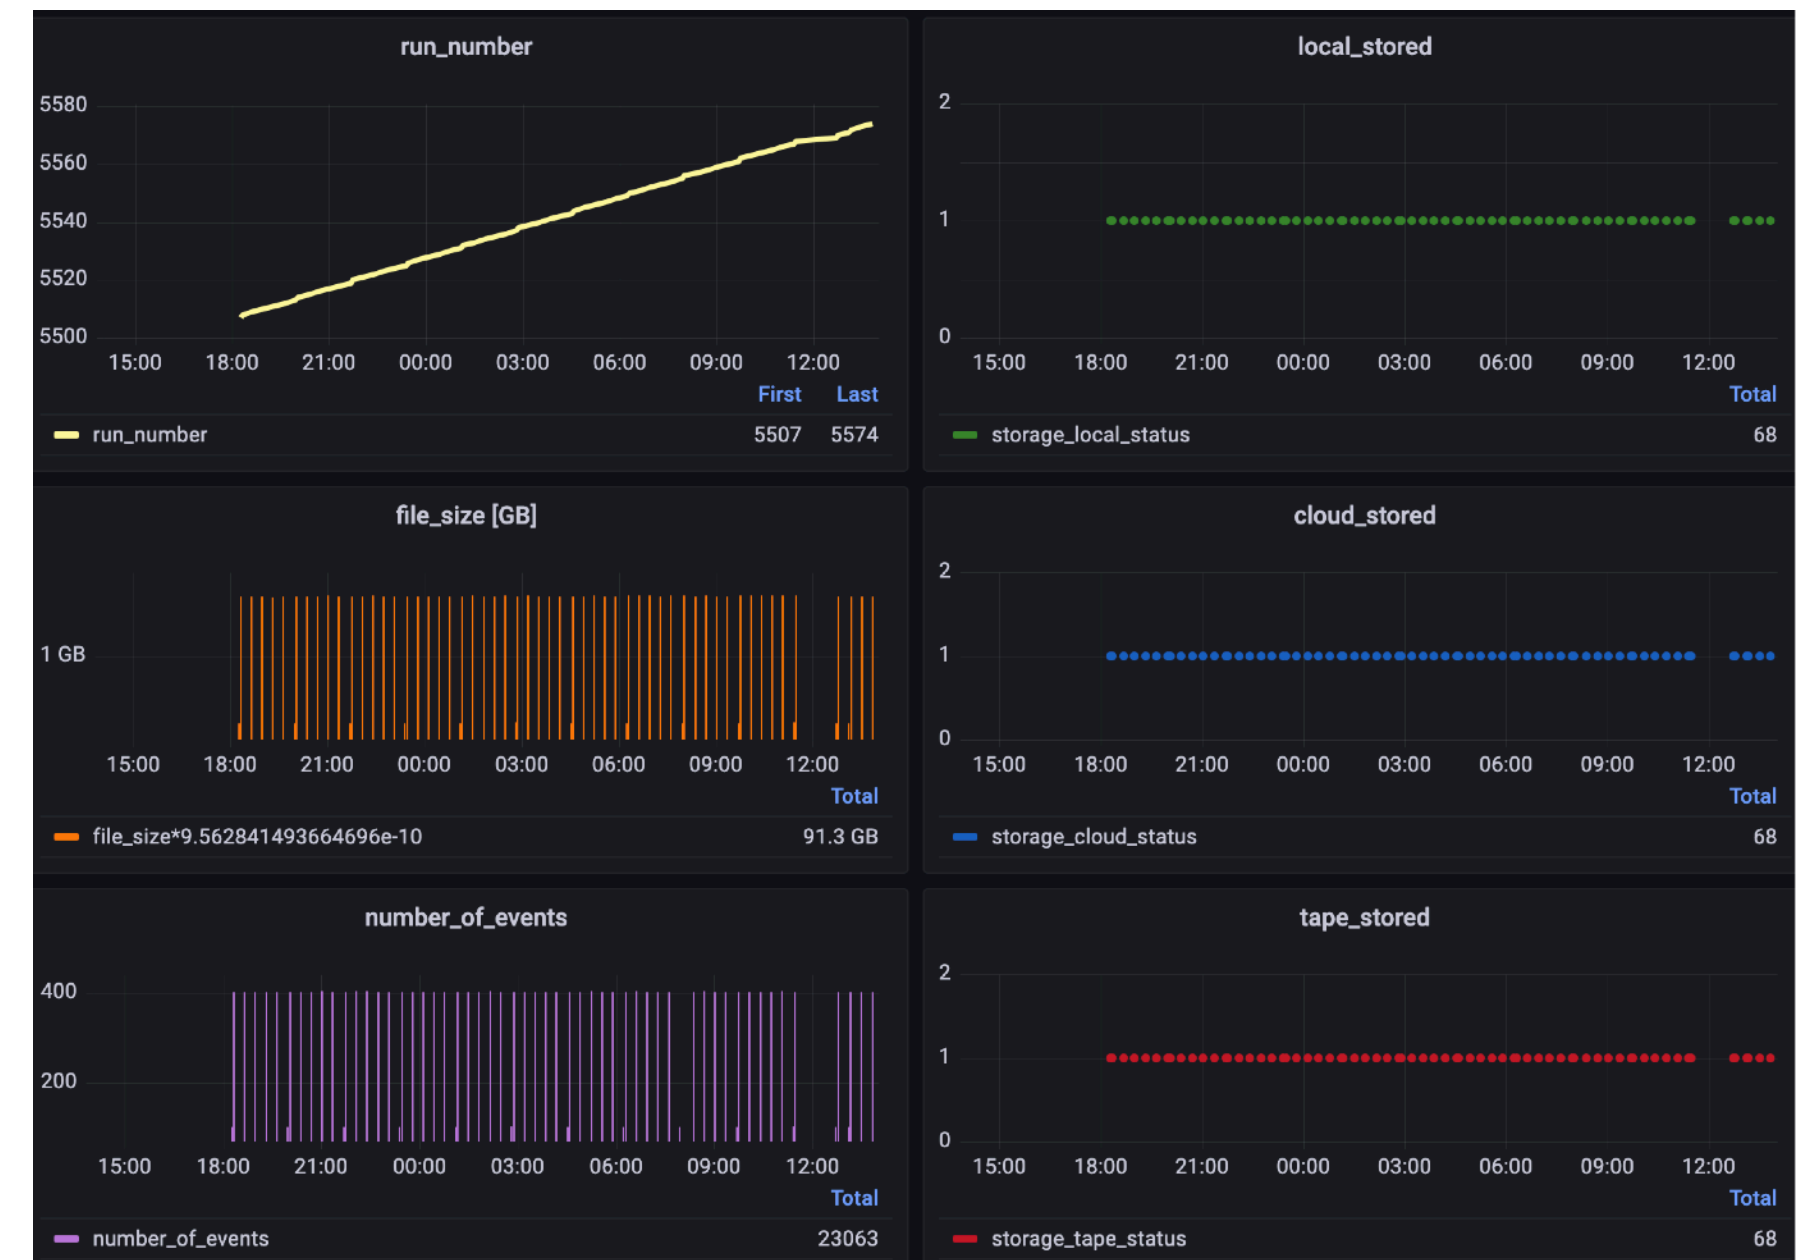 run_number
5580
5560
5540
5520
5500
15:00 18:00 21:00 00:00 03:00 06:00 09:00 12:00
First Last
run_number 5507 5574
local_stored
2
1
0
15:00 18:00 21:00 00:00 03:00 06:00 09:00 12:00
Total
storage_local_status 68
file_size [GB]
1 GB
15:00 18:00 21:00 00:00 03:00 06:00 09:00 12:00
Total
file_size*9.562841493664696e-10 91.3 GB
cloud_stored
2
1
0
15:00 18:00 21:00 00:00 03:00 06:00 09:00 12:00
Total
storage_cloud_status 68
number_of_events
400
200
15:00 18:00 21:00 00:00 03:00 06:00 09:00 12:00
Total
number_of_events 23063
tape_stored
2
1
0
15:00 18:00 21:00 00:00 03:00 06:00 09:00 12:00
Total
storage_tape_status 68